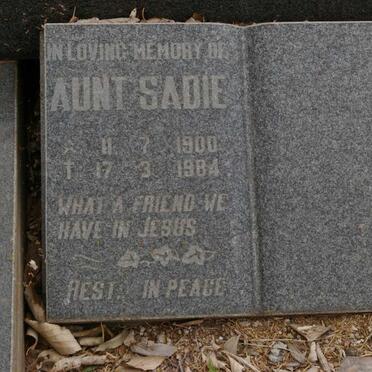 IN LOVING MEMORY OF
AUNT SADIE
* 11 7 1900
† 17 3 1984
WHAT A FRIEND WE
HAVE IN JESUS
REST.. IN PEACE